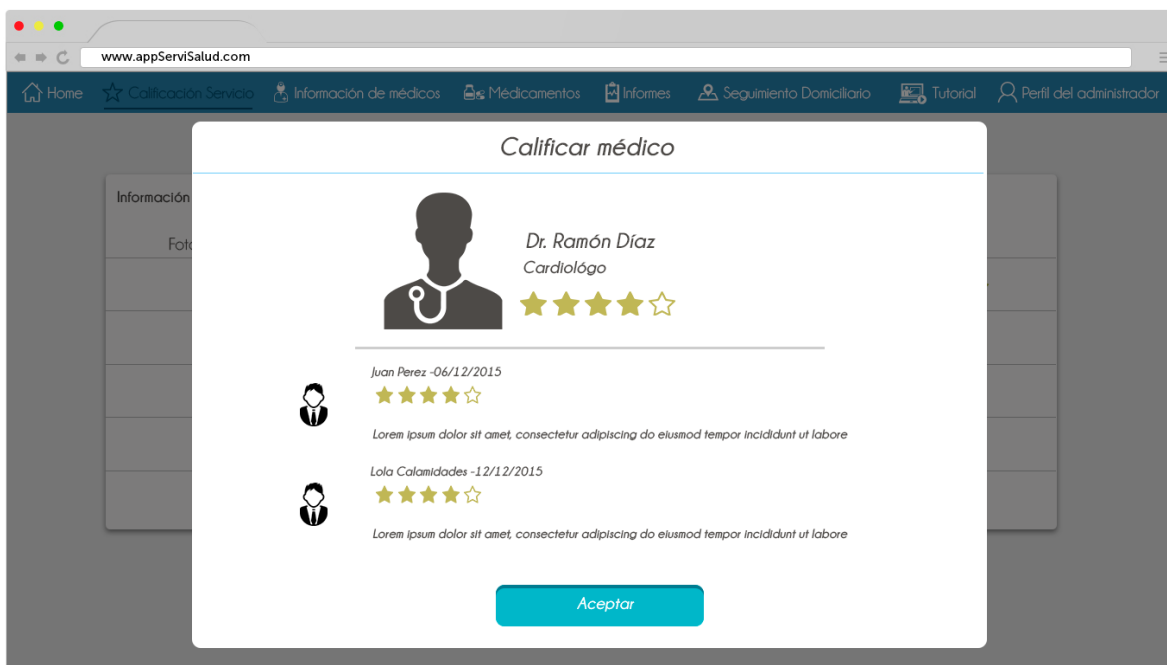 www.appServiSalud.com
Home Calificación Servicio Información de médicos Médicamentos Informes Seguimiento Domiciliario Tutorial Perfil del administrador
Calificar médico
Información
Foto
Dr. Ramón Díaz
Cardiológo
Juan Perez -06/12/2015
Lorem ipsum dolor sit amet, consectetur adipiscing do eiusmod tempor incididunt ut labore
Lola Calamidades -12/12/2015
Lorem ipsum dolor sit amet, consectetur adipiscing do eiusmod tempor incididunt ut labore
Aceptar